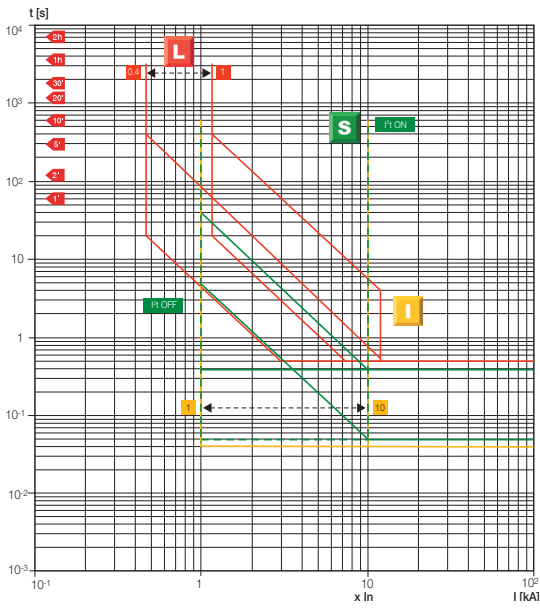 t [s]
10⁴
2h
1h
30'
20'
10'
5'
2'
1'
L
0.4
1
S
I²t ON
10³
10²
10
I²t OFF
I
1
1
10
10-¹
10-²
10-³
10-¹
1
10
10²
x In
I [kA]